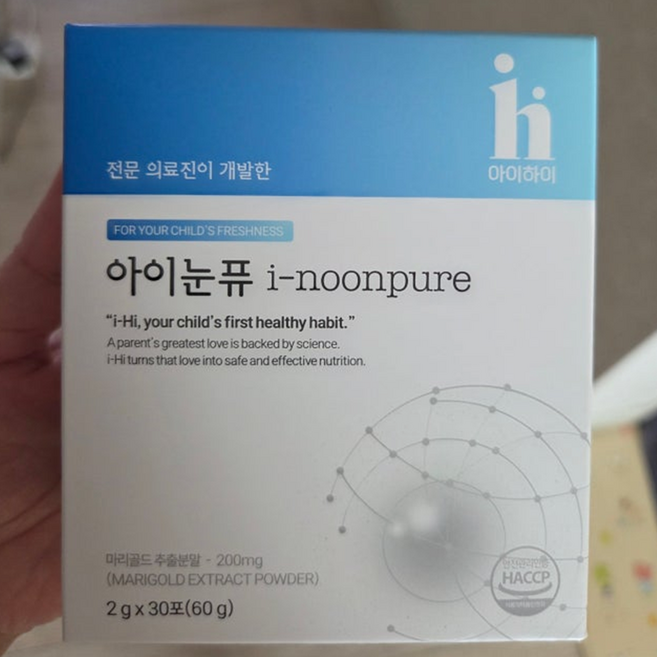 아이하이
전문 의료진이 개발한
FOR YOUR CHILD'S FRESHNESS
아이눈퓨 i-noonpure
“i-Hi, your child's first healthy habit.”
A parent's greatest love is backed by science.
i-Hi turns that love into safe and effective nutrition.
마리골드 추출분말 - 200mg
(MARIGOLD EXTRACT POWDER)
2 g x 30포(60 g)
HACCP